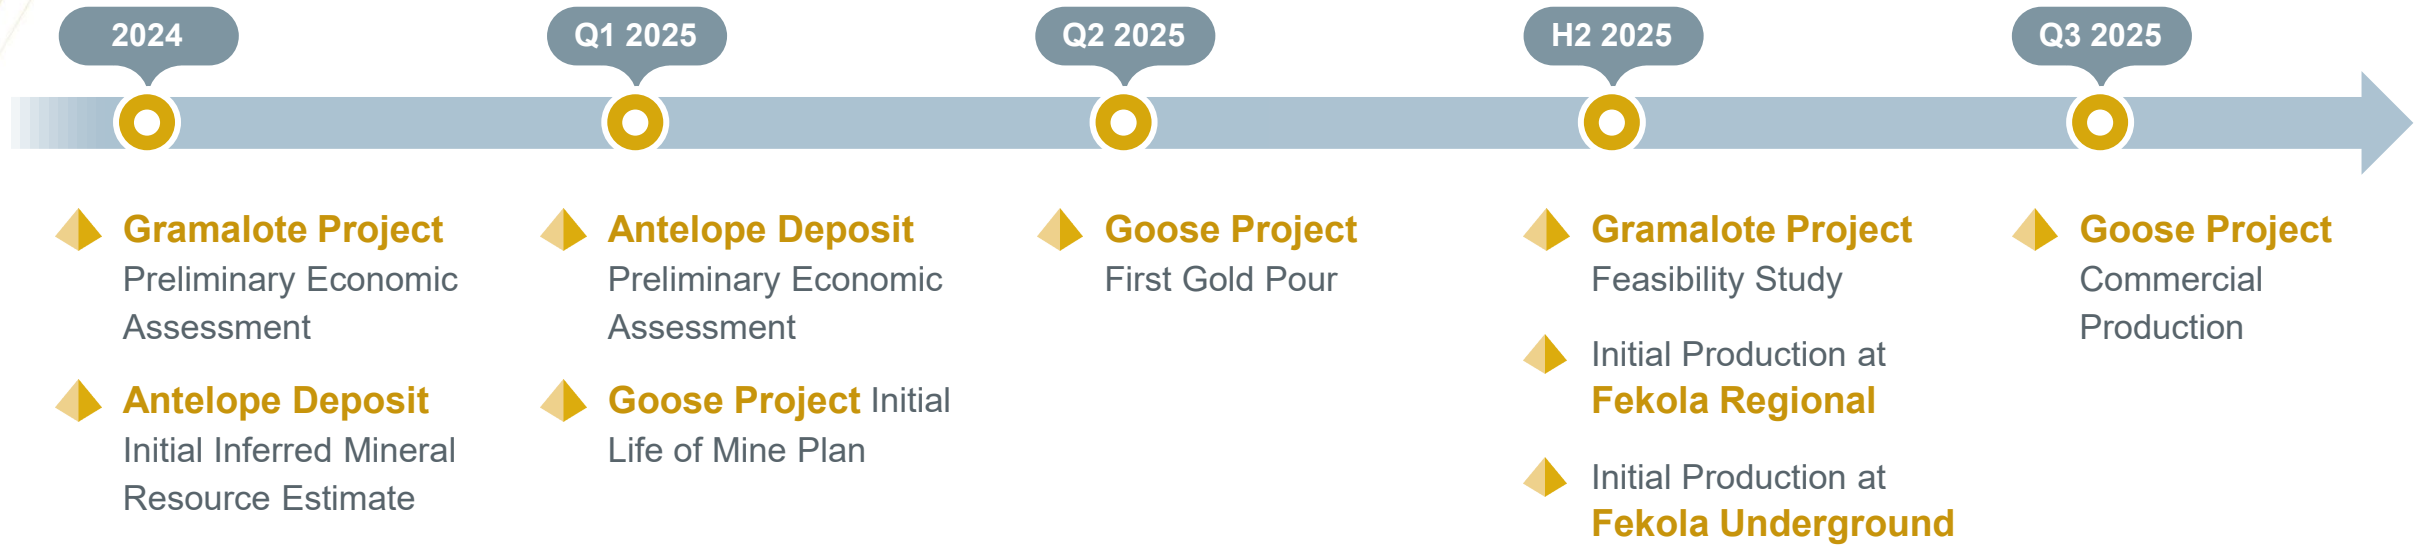 2024
Q1 2025
Q2 2025
H2 2025
Q3 2025
Gramalote Project
Preliminary Economic
Assessment
Antelope Deposit
Initial Inferred Mineral
Resource Estimate
Antelope Deposit
Preliminary Economic
Assessment
Goose Project Initial
Life of Mine Plan
Goose Project
First Gold Pour
Gramalote Project
Feasibility Study
Initial Production at
Fekola Regional
Initial Production at
Fekola Underground
Goose Project
Commercial
Production